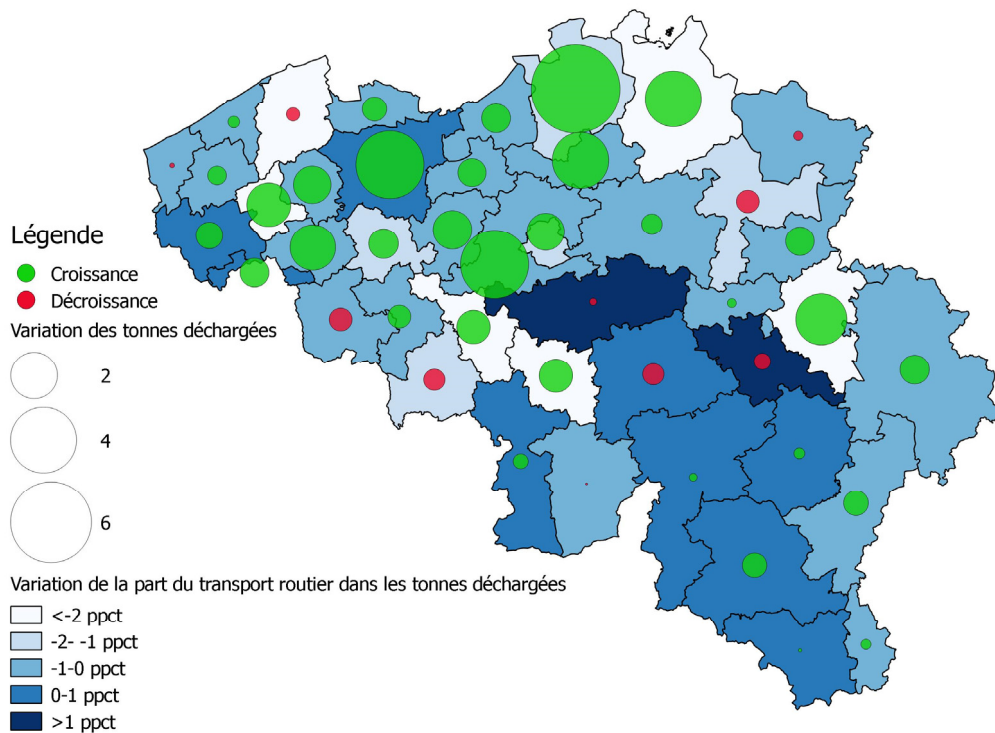 Légende
Croissance
Décroissance
Variation des tonnes déchargées
2
4
6
Variation de la part du transport routier dans les tonnes déchargées
<-2 ppct
-2- -1 ppct
-1-0 ppct
0-1 ppct
>1 ppct